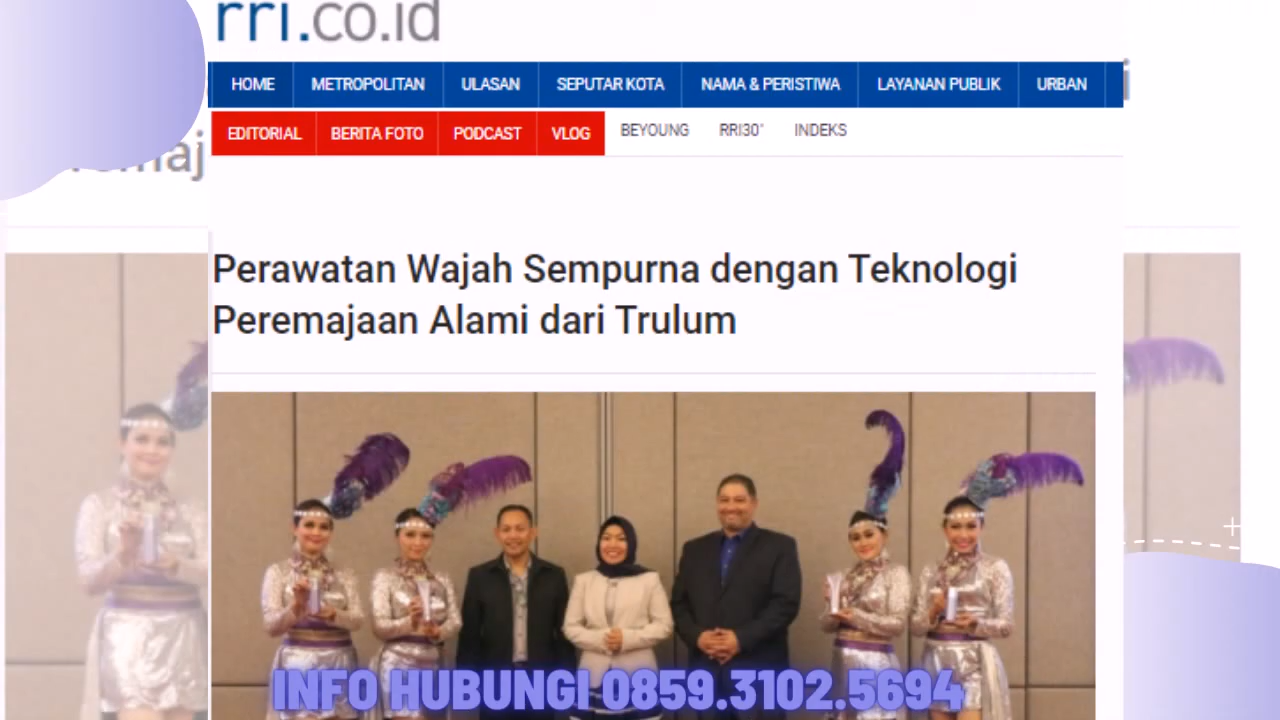 rri.co.id
HOME METROPOLITAN ULASAN SEPUTAR KOTA NAMA & PERISTIWA LAYANAN PUBLIK URBAN
EDITORIAL BERITA FOTO PODCAST VLOG BEYOUNG RRI30" INDEKS
Perawatan Wajah Sempurna dengan Teknologi
Peremajaan Alami dari Trulum
INFO HUBUNGI 0859.3102.5694